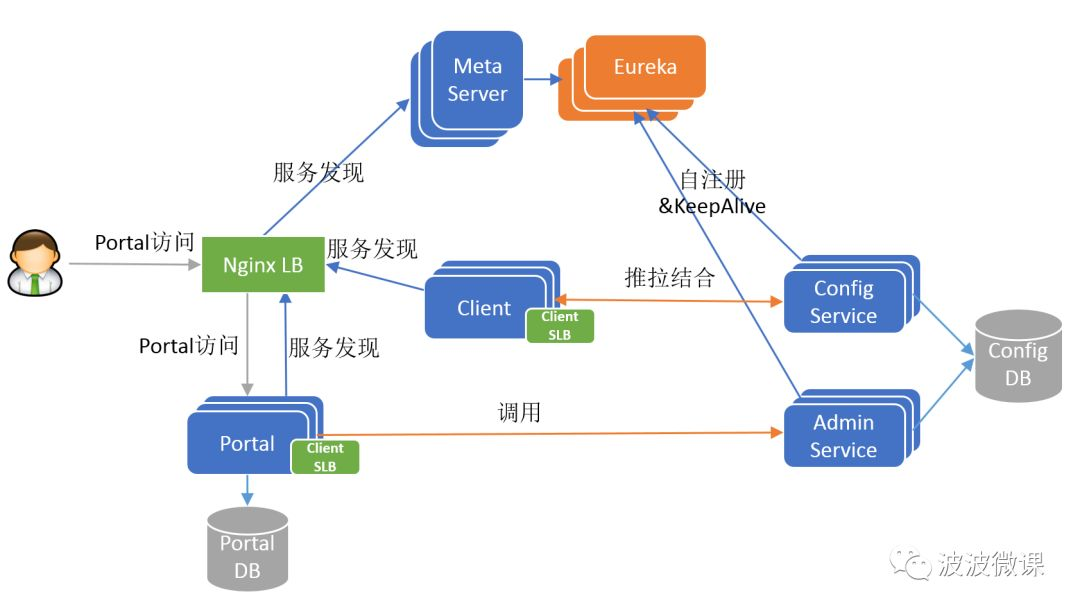 Meta
Server
Eureka
服务发现
自注册
&KeepAlive
Portal访问
Nginx LB
服务发现
Client
Client
SLB
推拉结合
Config
Service
Config
DB
Portal访问
服务发现
调用
Portal
Client
SLB
Admin
Service
Portal
DB
波波微课